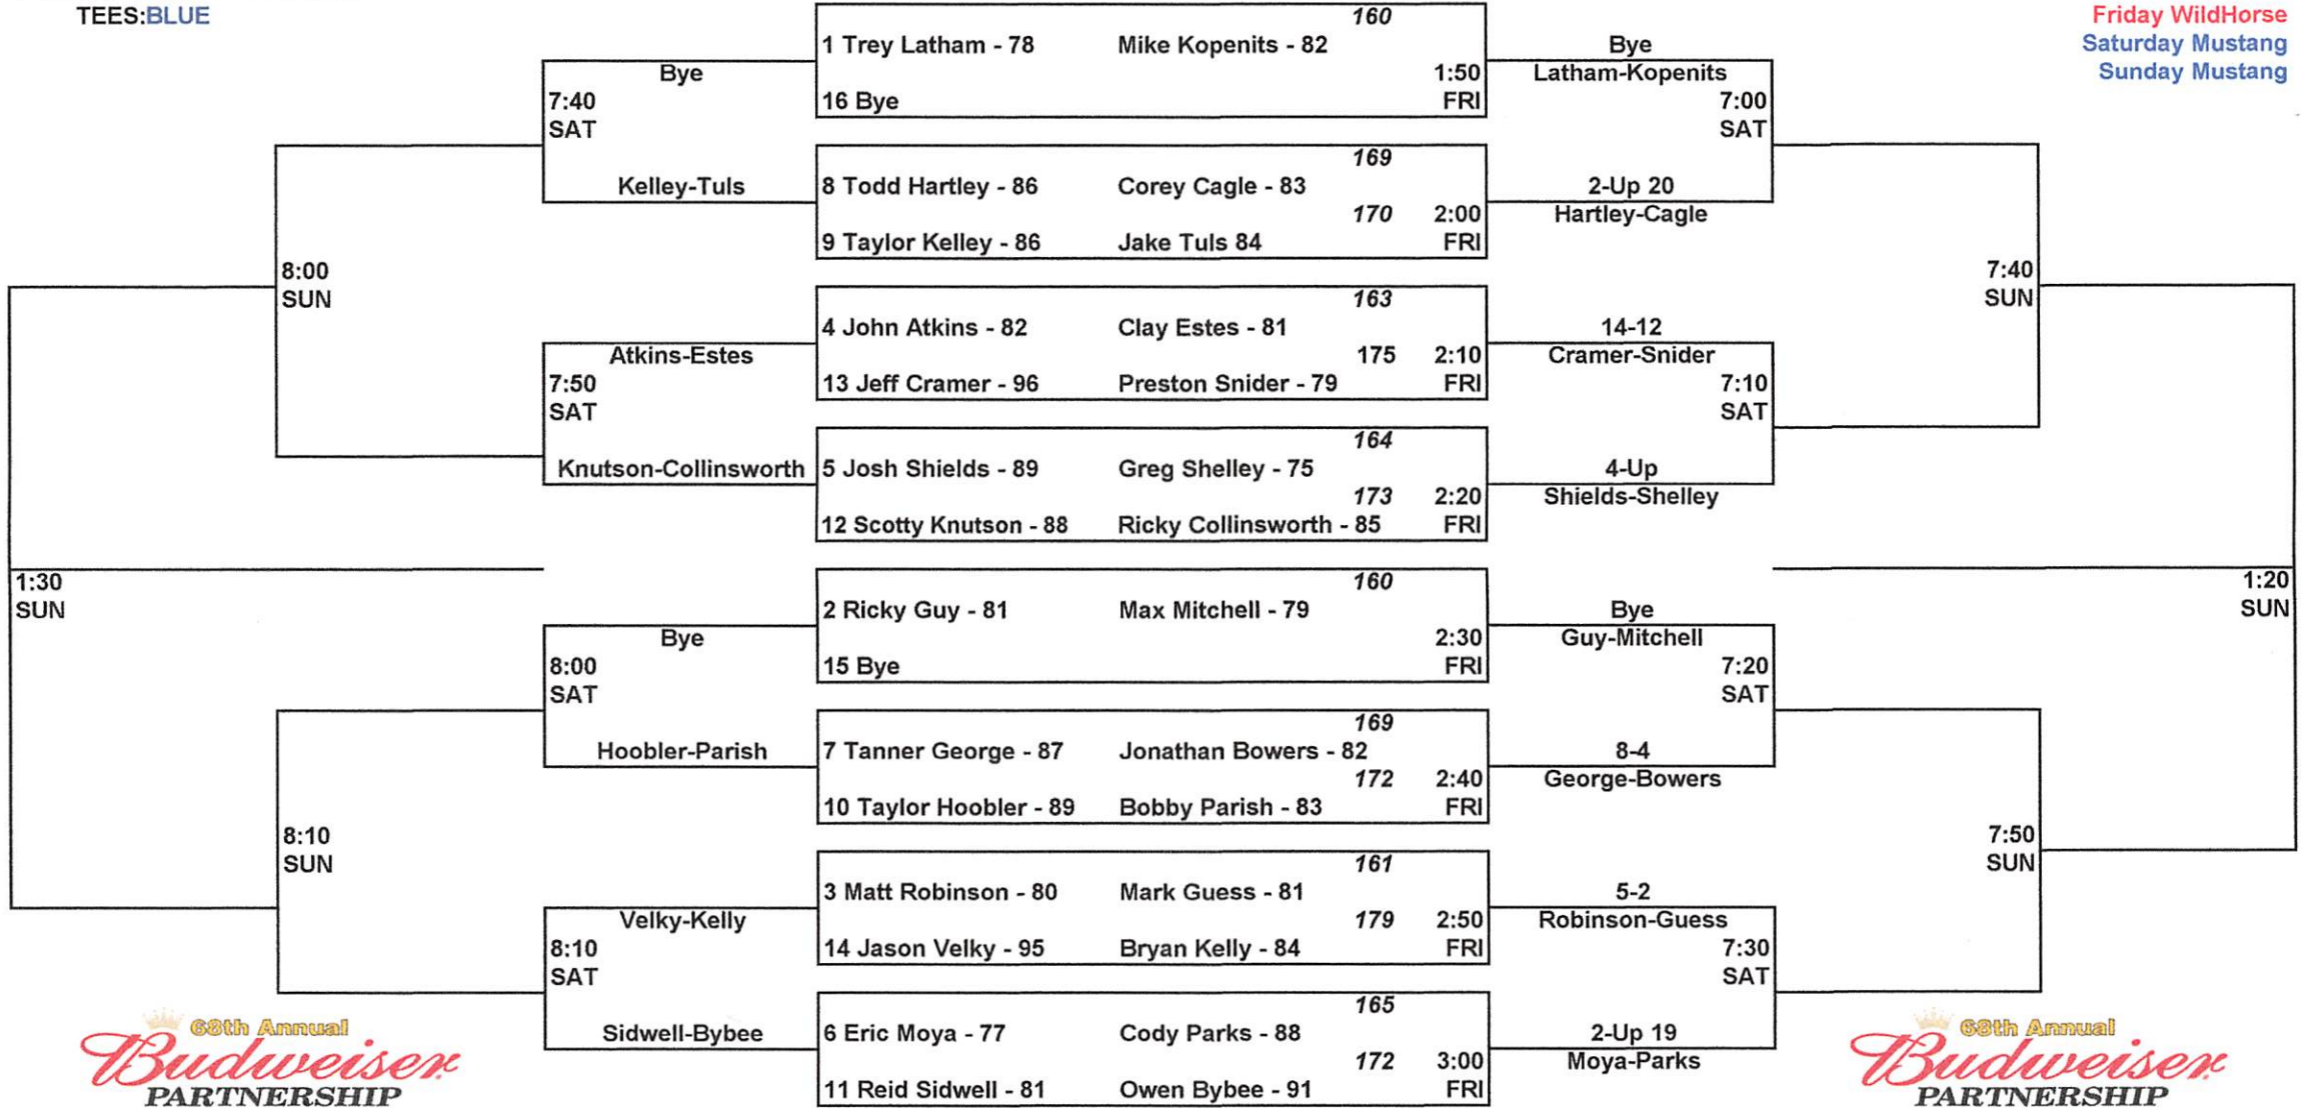 TEES:BLUE
Friday WildHorse
Saturday Mustang
Sunday Mustang
160
1 Trey Latham - 78 Mike Kopenits - 82
1:50
16 Bye FRI
169
8 Todd Hartley - 86 Corey Cagle - 83
170 2:00
9 Taylor Kelley - 86 Jake Tuls 84 FRI
163
4 John Atkins - 82 Clay Estes - 81
175 2:10
13 Jeff Cramer - 96 Preston Snider - 79 FRI
164
5 Josh Shields - 89 Greg Shelley - 75
173 2:20
12 Scotty Knutson - 88 Ricky Collinsworth - 85 FRI
160
2 Ricky Guy - 81 Max Mitchell - 79
2:30
15 Bye FRI
169
7 Tanner George - 87 Jonathan Bowers - 82
172 2:40
10 Taylor Hoobler - 89 Bobby Parish - 83 FRI
161
3 Matt Robinson - 80 Mark Guess - 81
179 2:50
14 Jason Velky - 95 Bryan Kelly - 84 FRI
165
6 Eric Moya - 77 Cody Parks - 88
172 3:00
11 Reid Sidwell - 81 Owen Bybee - 91 FRI
Bye
7:40
SAT
Kelley-Tuls
8:00
SUN
Atkins-Estes
7:50
SAT
Knutson-Collinsworth
1:30
SUN
Bye
8:00
SAT
Hoobler-Parish
8:10
SUN
Velky-Kelly
8:10
SAT
Sidwell-Bybee
Bye
Latham-Kopenits
7:00
SAT
2-Up 20
Hartley-Cagle
7:40
SUN
14-12
Cramer-Snider
7:10
SAT
4-Up
Shields-Shelley
1:20
SUN
Bye
Guy-Mitchell
7:20
SAT
8-4
George-Bowers
7:50
SUN
5-2
Robinson-Guess
7:30
SAT
2-Up 19
Moya-Parks
68th Annual
Budweiser
PARTNERSHIP
68th Annual
Budweiser
PARTNERSHIP